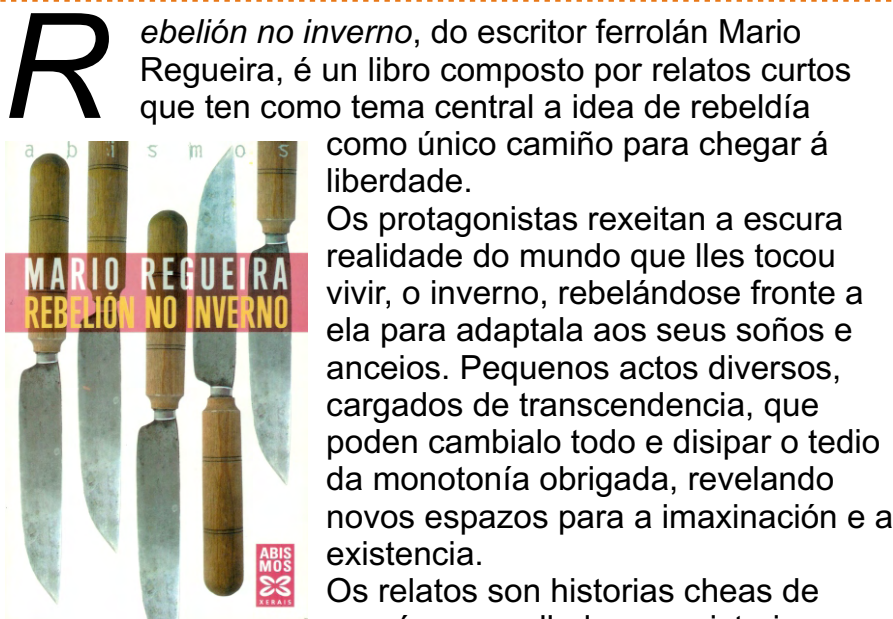 Rebelión no inverno, do escritor ferrolán Mario
Regueira, é un libro composto por relatos curtos
que ten como tema central a idea de rebeldía
como único camiño para chegar á
liberdade.
Os protagonistas rexeitan a escura
realidade do mundo que lles tocou
vivir, o inverno, rebelándose fronte a
ela para adaptala aos seus soños e
anceios. Pequenos actos diversos,
cargados de transcendencia, que
poden cambialo todo e disipar o tedio
da monotonía obrigada, revelando
novos espazos para a imaxinación e a
existencia.
Os relatos son historias cheas de
abismos
MARIO REGUEIRA
REBELIÓN NO INVERNO
ABIS
MOS
XERAIS